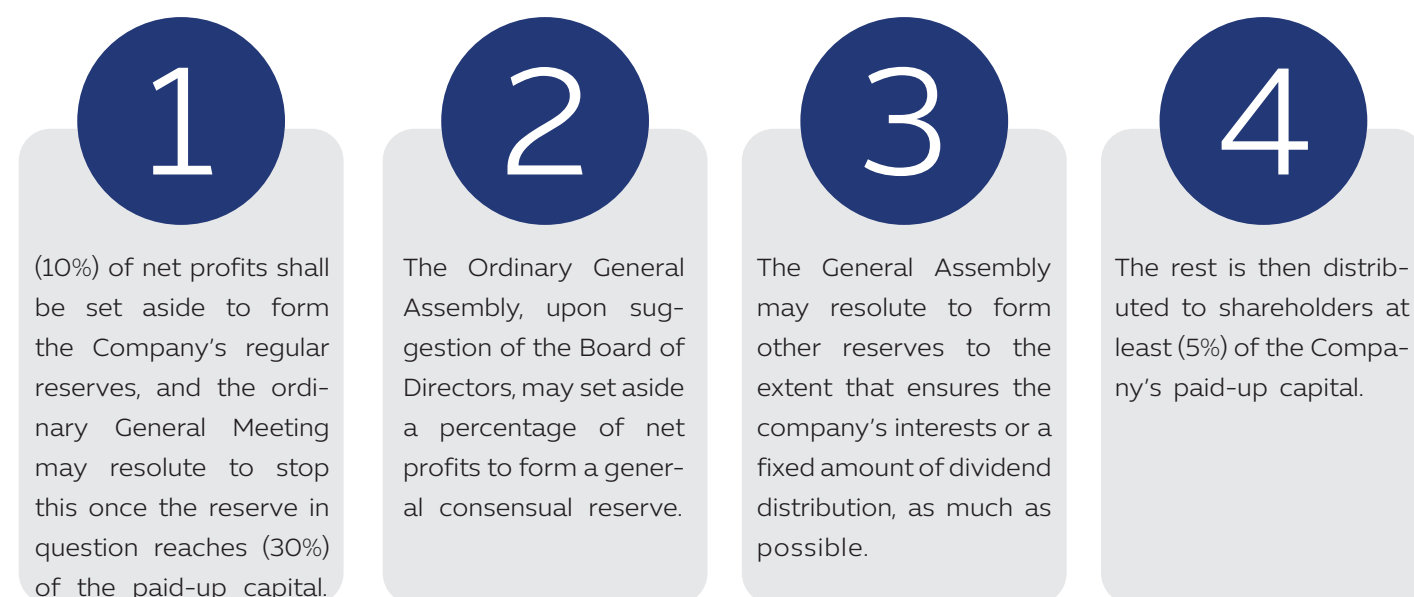 1
(10%) of net profits shall
be set aside to form
the Company's regular
reserves, and the ordi-
nary General Meeting
may resolute to stop
this once the reserve in
question reaches (30%)
of the paid-up capital.
2
The Ordinary General
Assembly, upon sug-
gestion of the Board of
Directors, may set aside
a percentage of net
profits to form a gener-
al consensual reserve.
3
The General Assembly
may resolute to form
other reserves to the
extent that ensures the
company's interests or a
fixed amount of dividend
distribution, as much as
possible.
4
The rest is then distrib-
uted to shareholders at
least (5%) of the Compa-
ny's paid-up capital.